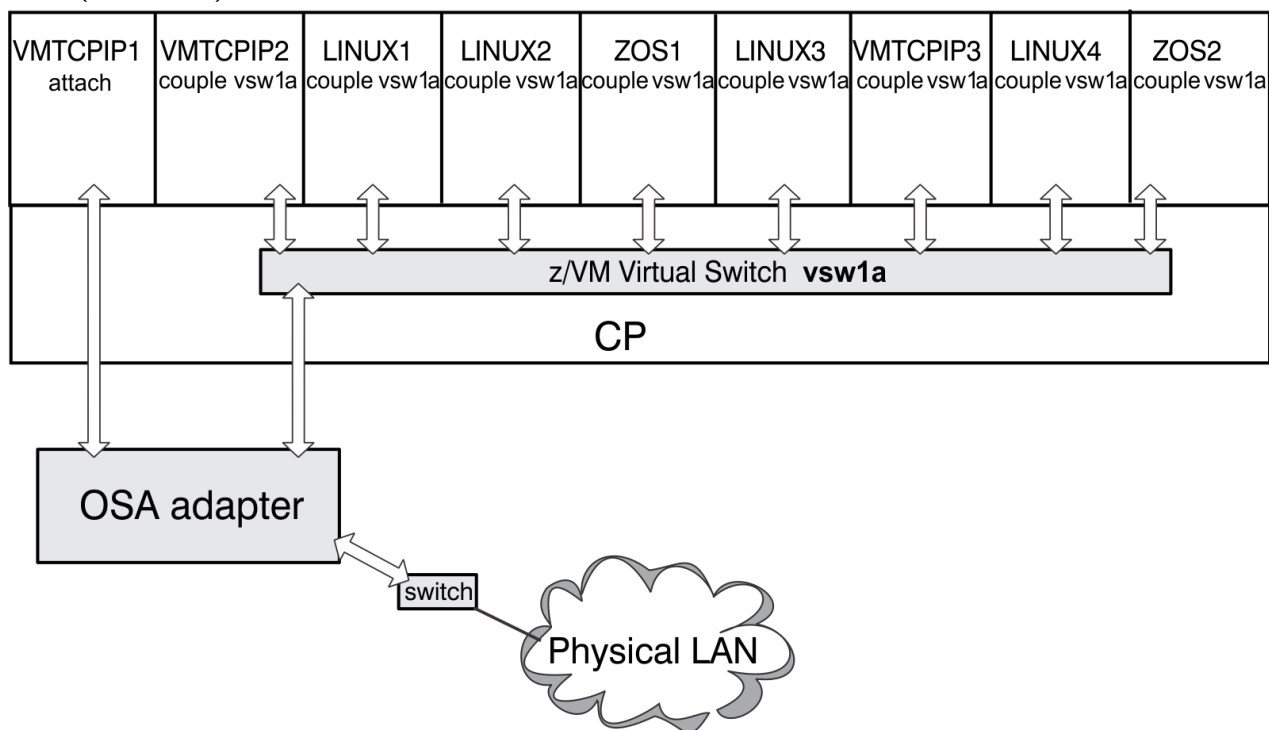 VMTCPIP1
attach
VMTCPIP2
couple vsw1a
LINUX1
couple vsw1a
LINUX2
couple vsw1a
ZOS1
couple vsw1a
LINUX3
couple vsw1a
VMTCPIP3
couple vsw1a
LINUX4
couple vsw1a
ZOS2
couple vsw1a
z/VM Virtual Switch vsw1a
CP
OSA adapter
switch
Physical LAN